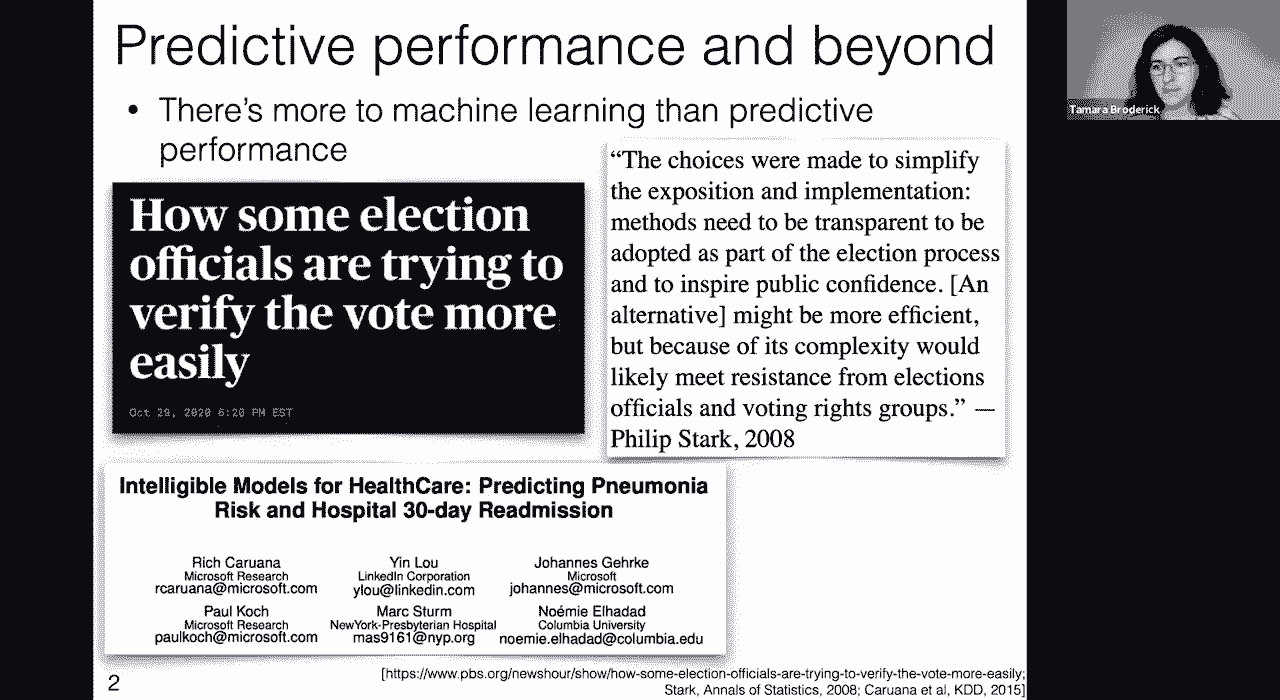 Predictive performance and beyond
• There's more to machine learning than predictive
performance
How some election
officials are trying to
verify the vote more
easily
Oct 29, 2020 6:20 PM EST
“The choices were made to simplify
the exposition and implementation:
methods need to be transparent to be
adopted as part of the election process
and to inspire public confidence. [An
alternative] might be more efficient,
but because of its complexity would
likely meet resistance from elections
officials and voting rights groups.” —
Philip Stark, 2008
Intelligible Models for HealthCare: Predicting Pneumonia
Risk and Hospital 30-day Readmission
Rich Caruana
Microsoft Research
rcaruana@microsoft.com
Yin Lou
LinkedIn Corporation
ylou@linkedin.com
Johannes Gehrke
Microsoft
johannes@microsoft.com
Paul Koch
Microsoft Research
paulkoch@microsoft.com
Marc Sturm
NewYork-Presbyterian Hospital
mas9161@nyp.org
Noémie Elhadad
Columbia University
noemie.elhadad@columbia.edu
[https://www.pbs.org/newshour/show/how-some-election-officials-are-trying-to-verify-the-vote-more-easily;
Stark, Annals of Statistics, 2008; Caruana et al, KDD, 2015]
2
Tamara Broderick